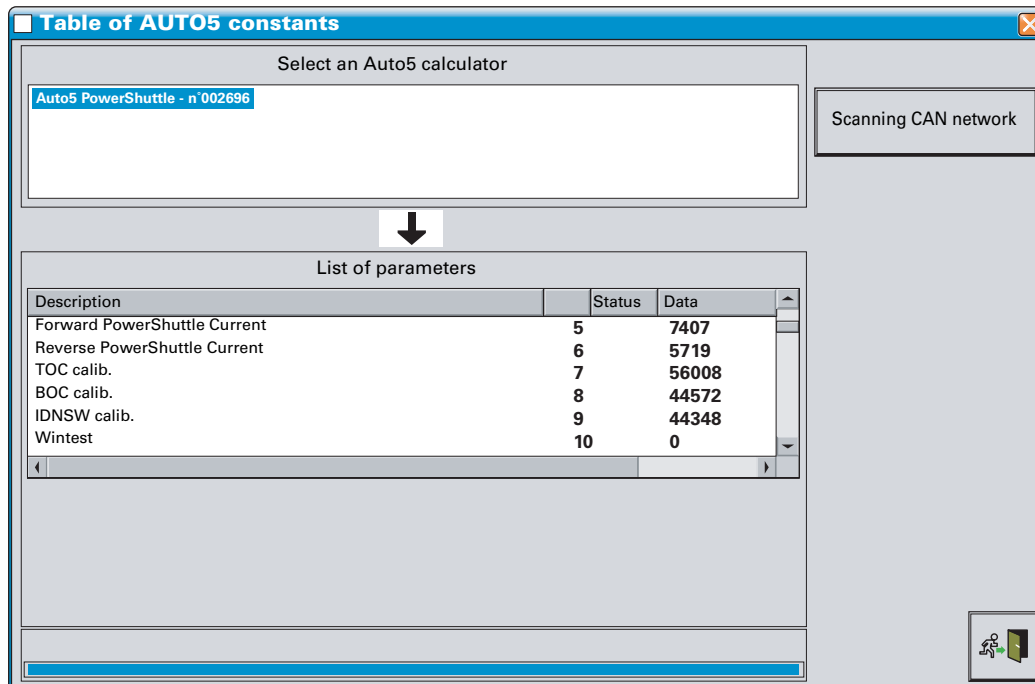 Table of AUTO5 constants
Select an Auto5 calculator
Auto5 PowerShuttle - n°002696
Scanning CAN network
List of parameters
Description Status Data
Forward PowerShuttle Current 5 7407
Reverse PowerShuttle Current 6 5719
TOC calib. 7 56008
BOC calib. 8 44572
IDNSW calib. 9 44348
Wintest 10 0